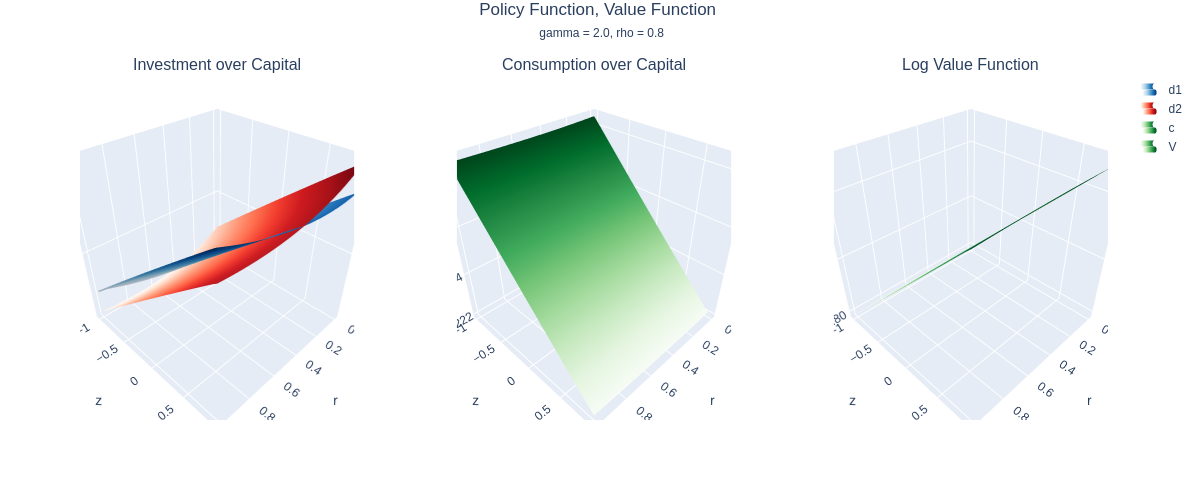 Policy Function, Value Function
gamma = 2.0, rho = 0.8
Investment over Capital
Consumption over Capital
Log Value Function
d1
d2
c
V
-1
−0.5
0
0.5
z
0
0.2
0.4
0.6
0.8
r
4
-1
−0.5
0
0.5
z
0
0.2
0.4
0.6
0.8
r
-1
−0.5
0
0.5
z
0
0.2
0.4
0.6
0.8
r